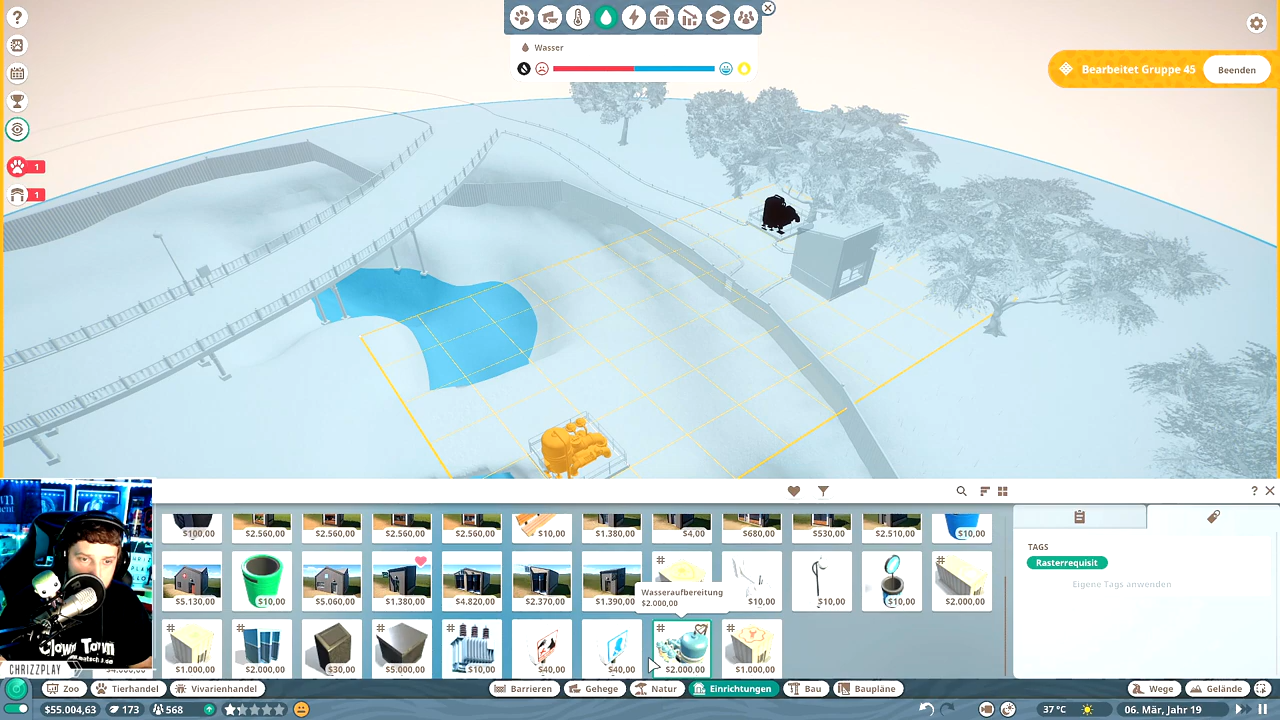 Wasser
Bearbeitet Gruppe 45
Beenden
1
1
$100,00
$2.560,00
$2.560,00
$2.560,00
$2.560,00
$10,00
$1.380,00
$4,00
$680,00
$530,00
$2.510,00
$10,00
TAGS
Rasterrequisit
Eigene Tags anwenden
Wasseraufbereitung
$2.000,00
$5.130,00
$10,00
$5.060,00
$1.380,00
$4.820,00
$2.370,00
$1.390,00
$10,00
$10,00
$10,00
$2.000,00
$1.000,00
$2.000,00
$30,00
$5.000,00
$10,00
$40,00
$40,00
$2.000,00
$1.000,00
Clown Town
CHRIZZPLAY
Zoo
Tierhandel
Vivarienhandel
Barrieren
Gehege
Natur
Einrichtungen
Bau
Baupläne
Wege
Gelände
$55.004,63
173
568
37 °C
06. Mär, Jahr 19